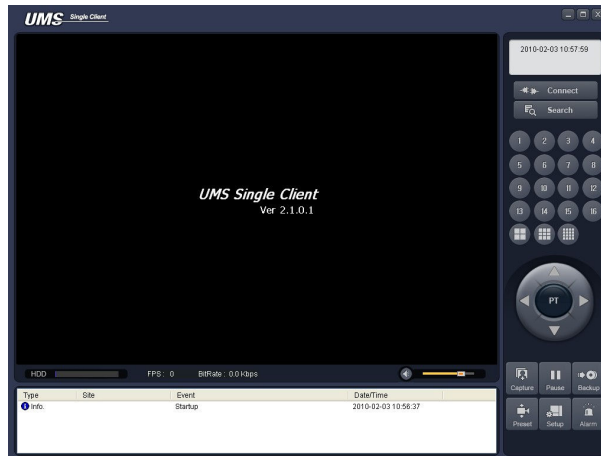 UMS Single Client
2010-02-03 10:57:59
Connect
Search
1 2 3 4
5 6 7 8
9 10 11 12
13 14 15 16
UMS Single Client
Ver 2.1.0.1
PT
HDD FPS : 0 BitRate : 0.0 Kbps
Capture Pause Backup
Preset Setup Alarm
Type Site Event Date/Time
Info. Startup 2010-02-03 10:56:37